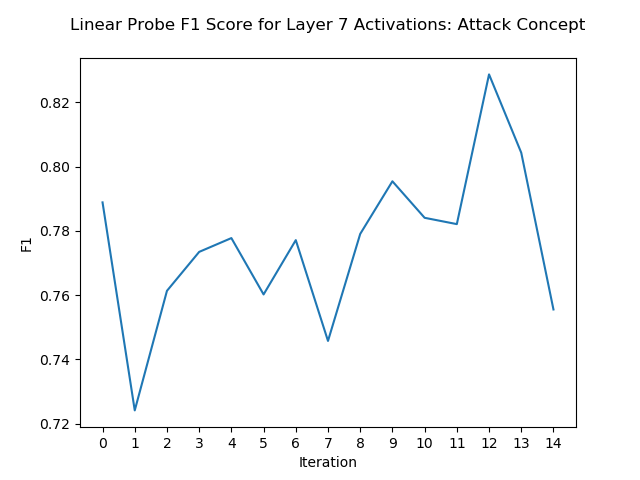 Linear Probe F1 Score for Layer 7 Activations: Attack Concept
0.82
0.80
0.78
0.76
0.74
0.72
F1
0 1 2 3 4 5 6 7 8 9 10 11 12 13 14
Iteration